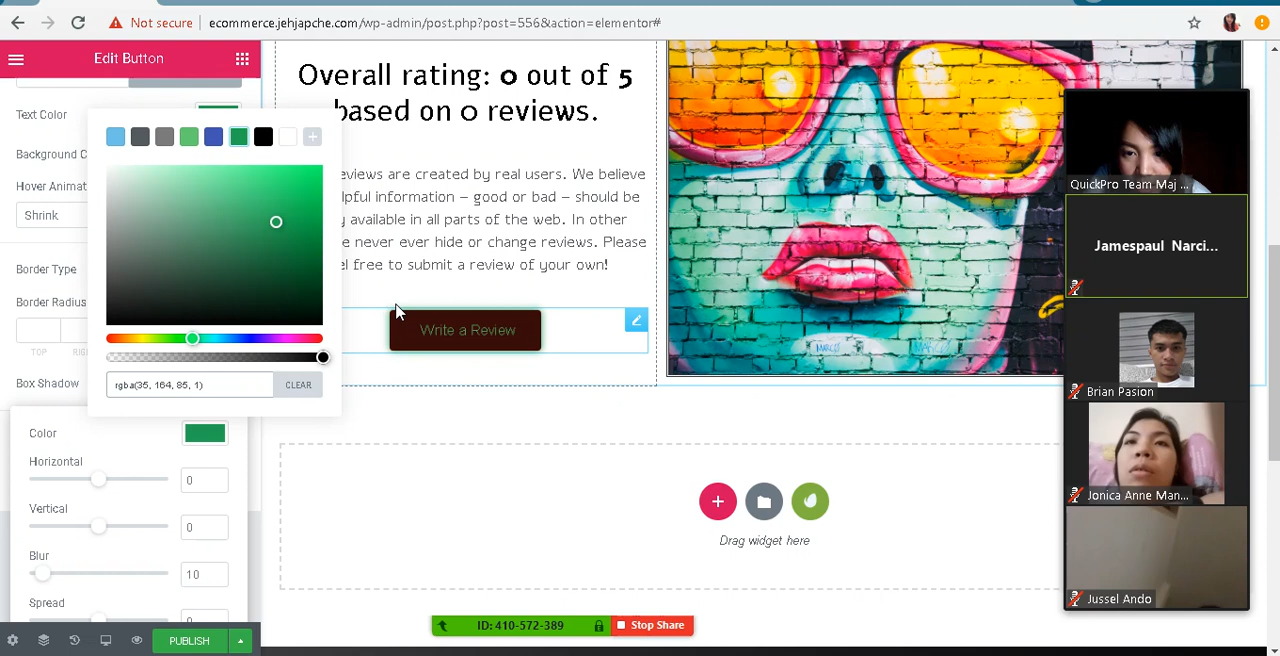 Not secure
ecommerce.jehjapche.com/wp-admin/post.php?post=556&action=elementor#
Edit Button
Text Color
Background C
Hover Animat
Shrink
Border Type
Border Radius
TOP
Box Shadow
rgba(35, 164, 85, 1)
CLEAR
Color
Horizontal
0
Vertical
0
Blur
10
Spread
PUBLISH
Overall rating: 0 out of 5
based on 0 reviews.
eviews are created by real users. We believe
lpful information – good or bad – should be
available in all parts of the web. In other
e never ever hide or change reviews. Please
l free to submit a review of your own!
Write a Review
Drag widget here
ID: 410-572-389
Stop Share
QuickPro Team Maj ...
Jamespaul Narci...
Brian Pasion
Jonica Anne Man...
Jussel Ando